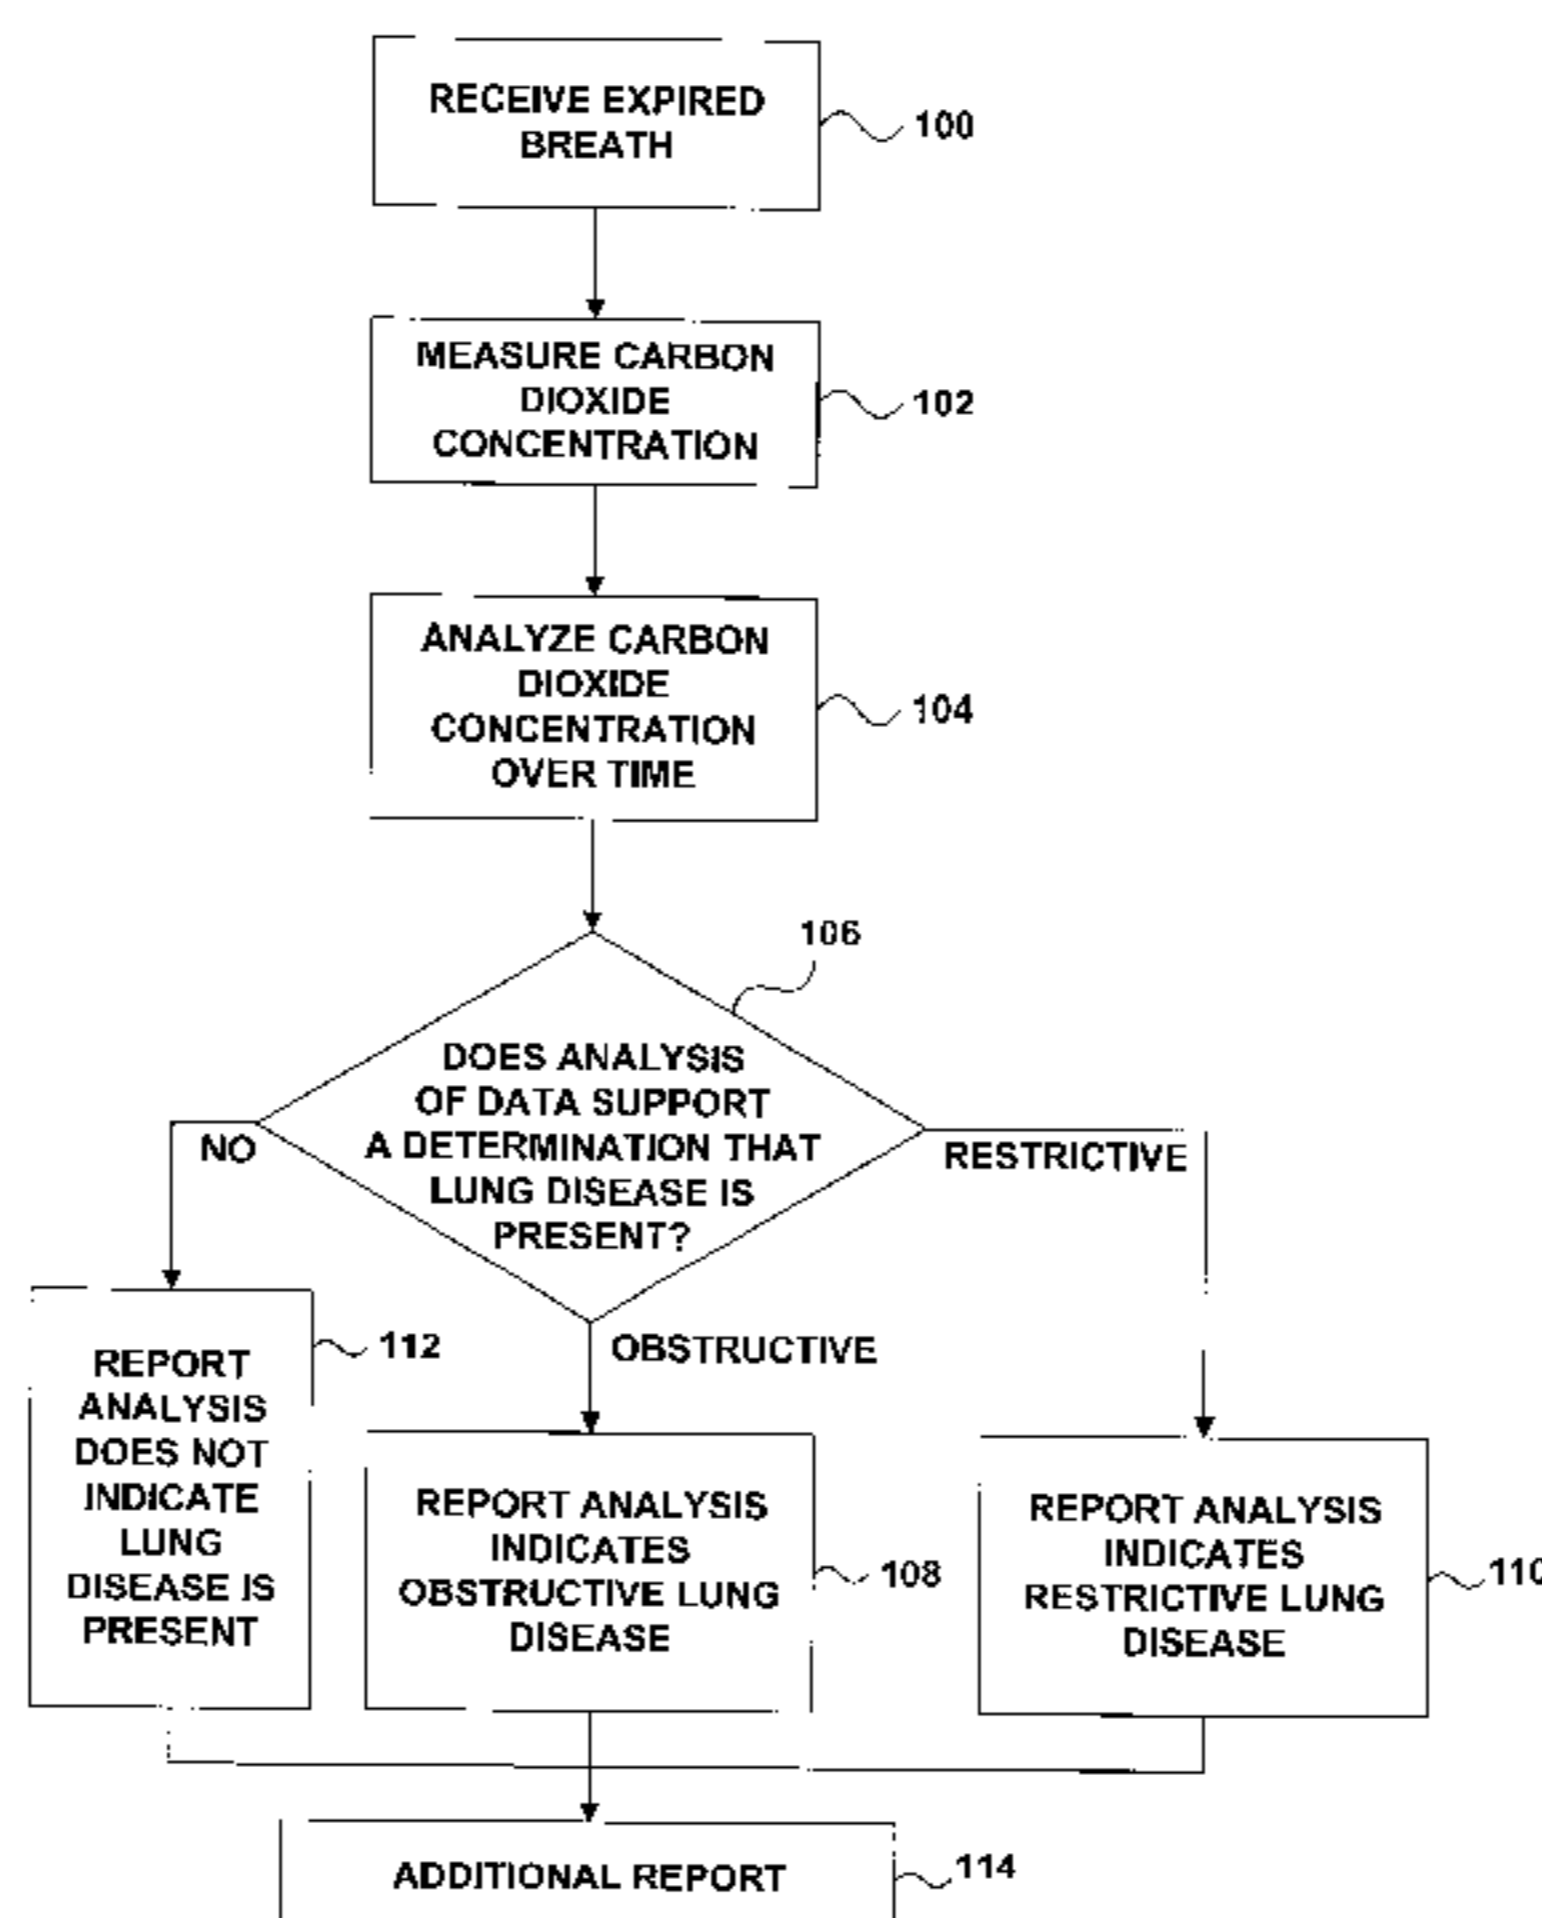 RECEIVE EXPIRED
BREATH
100
MEASURE CARBON
DIOXIDE
CONCENTRATION
102
ANALYZE CARBON
DIOXIDE
CONCENTRATION
OVER TIME
104
106
DOES ANALYSIS
OF DATA SUPPORT
A DETERMINATION THAT
LUNG DISEASE IS
PRESENT?
NO
RESTRICTIVE
OBSTRUCTIVE
REPORT
ANALYSIS
DOES NOT
INDICATE
LUNG
DISEASE IS
PRESENT
112
REPORT ANALYSIS
INDICATES
OBSTRUCTIVE LUNG
DISEASE
108
REPORT ANALYSIS
INDICATES
RESTRICTIVE LUNG
DISEASE
110
ADDITIONAL REPORT
114